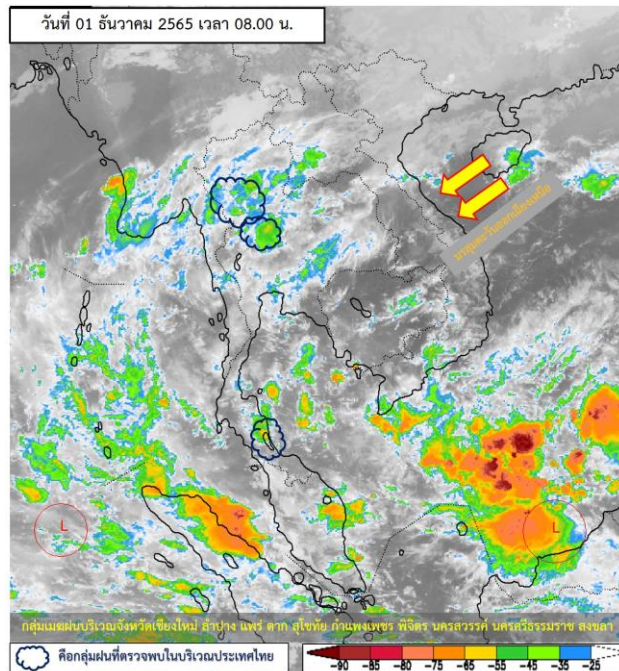 วันที่ 01 ธันวาคม 2565 เวลา 08.00 น.
มรสุมตะวันออกเฉียงเหนือ
L
L
กลุ่มเมฆฝนบริเวณจังหวัดเชียงใหม่ ลำปาง แพร่ ตาก สุโขทัย กำแพงเพชร พิจิตร นครสวรรค์ นครศรีธรรมราช สงขลา
คือกลุ่มฝนที่ตรวจพบในบริเวณประเทศไทย
-90 -85 -80 -75 -65 -55 -45 -35 -25